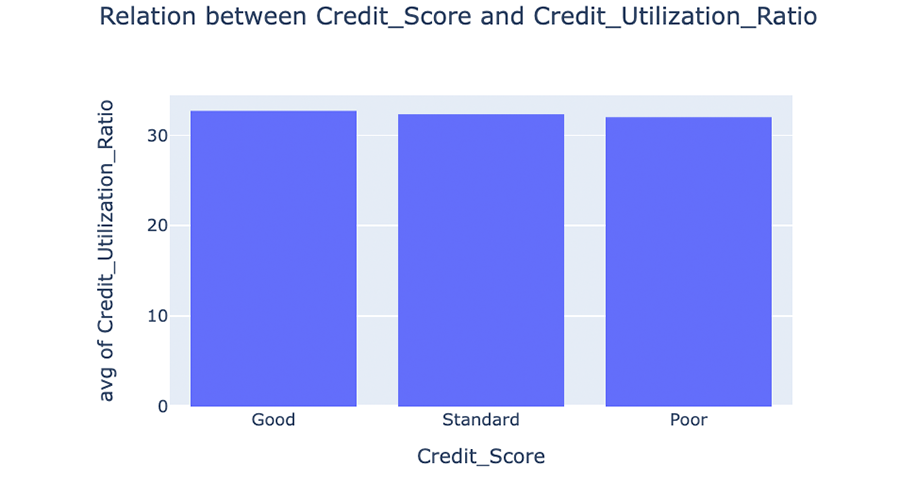 Relation between Credit_Score and Credit_Utilization_Ratio
avg of Credit_Utilization_Ratio
30
20
10
0
Good
Standard
Poor
Credit_Score